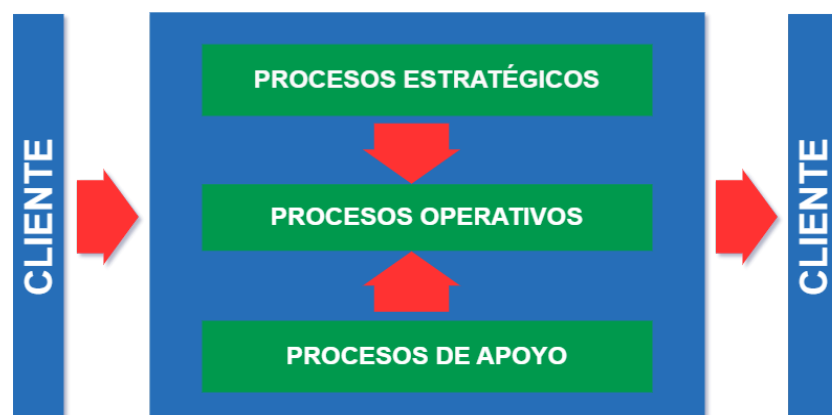 CLIENTE
PROCESOS ESTRATÉGICOS
PROCESOS OPERATIVOS
PROCESOS DE APOYO
CLIENTE